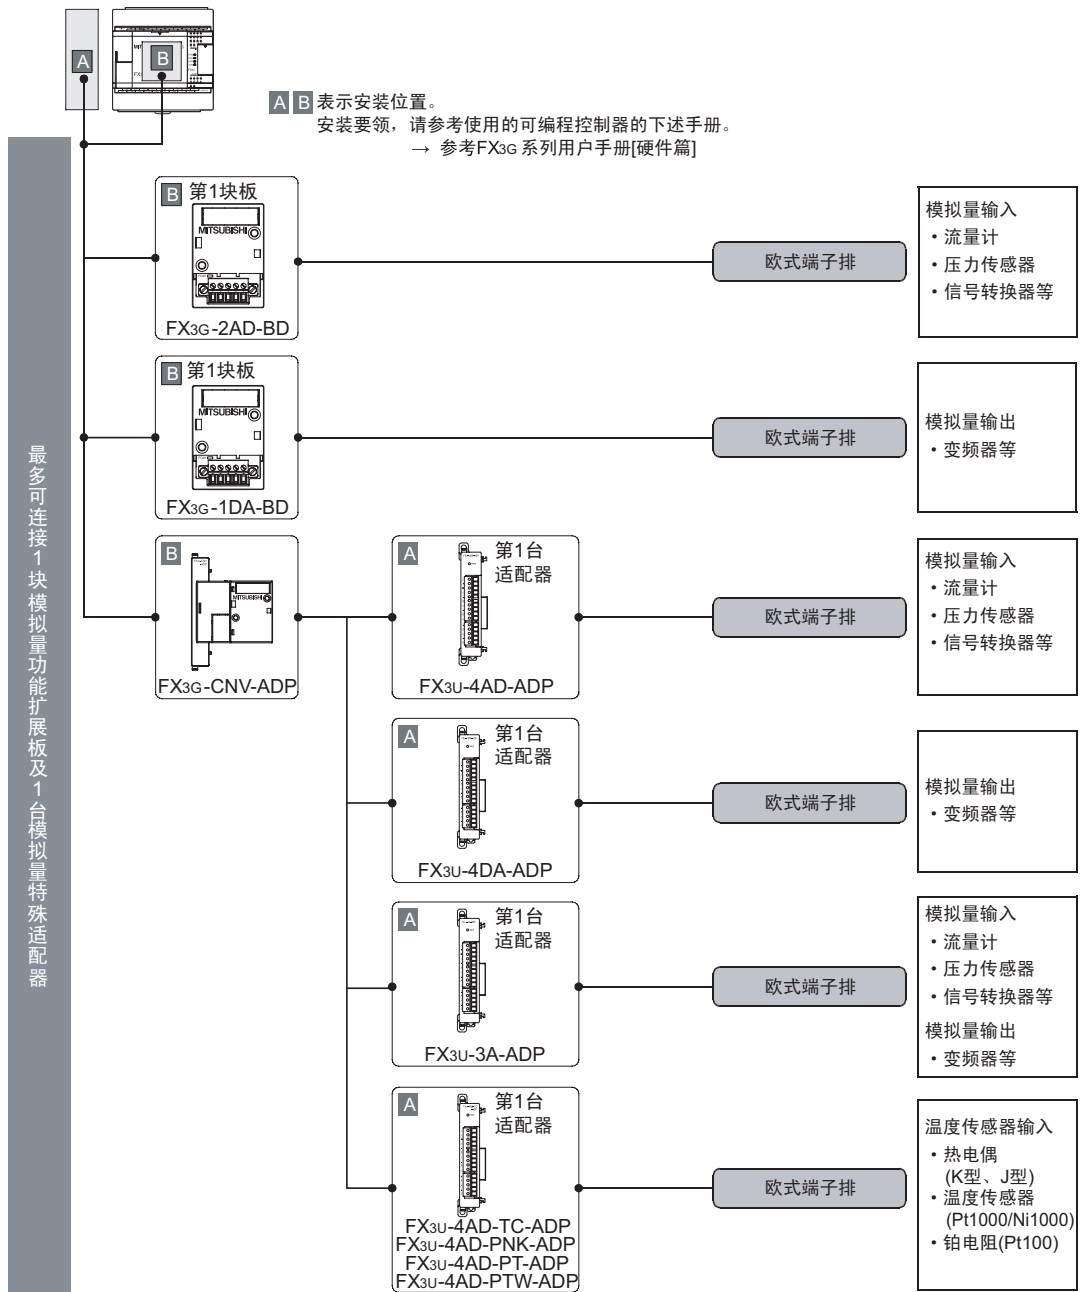 A
B
A B 表示安装位置。
安装要领，请参考使用的可编程控制器的下述手册。
→ 参考FX3G 系列用户手册[硬件篇]
最多可连接1块模拟量功能扩展板及1台模拟量特殊适配器
B 第1块板
MITSUBISHI
FX3G-2AD-BD
欧式端子排
模拟量输入
・流量计
・压力传感器
・信号转换器等
B 第1块板
MITSUBISHI
FX3G-1DA-BD
欧式端子排
模拟量输出
・变频器等
B
MITSUBISHI
FX3G-CNV-ADP
A 第1台
适配器
FX3U-4AD-ADP
欧式端子排
模拟量输入
・流量计
・压力传感器
・信号转换器等
A 第1台
适配器
FX3U-4DA-ADP
欧式端子排
模拟量输出
・变频器等
A 第1台
适配器
FX3U-3A-ADP
欧式端子排
模拟量输入
・流量计
・压力传感器
・信号转换器等
模拟量输出
・变频器等
A 第1台
适配器
FX3U-4AD-TC-ADP
FX3U-4AD-PNK-ADP
FX3U-4AD-PT-ADP
FX3U-4AD-PTW-ADP
欧式端子排
温度传感器输入
・热电偶
(K型、J型)
・温度传感器
(Pt1000/Ni1000)
・铂电阻(Pt100)